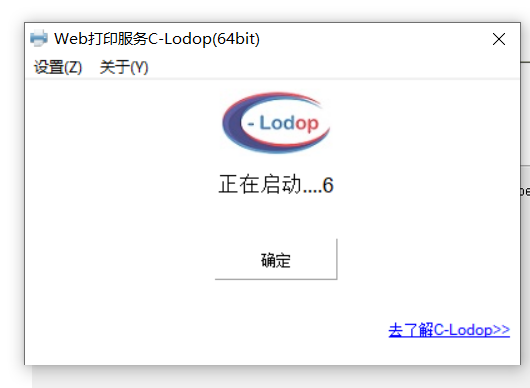 Web打印服务C-Lodop(64bit)
设置(Z) 关于(Y)
- Lodop
正在启动....6
确定
去了解C-Lodop>>